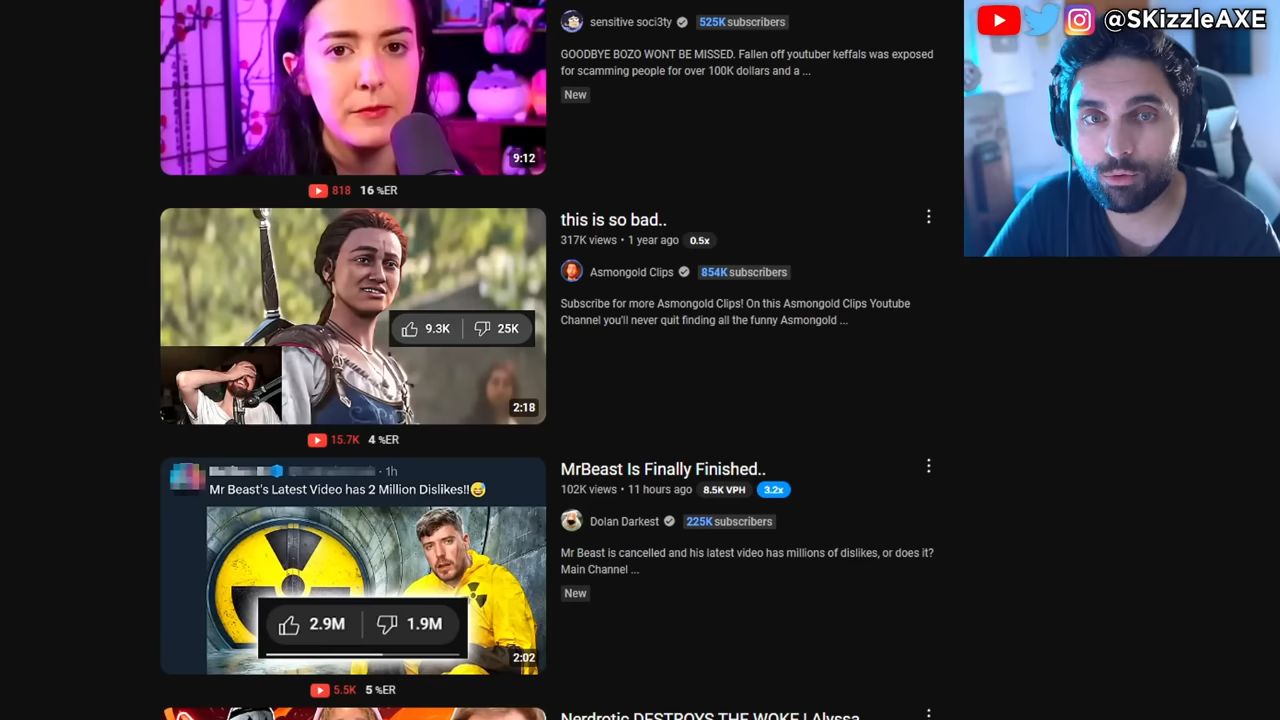 @SKizzleAXE
sensitive soci3ty 525K subscribers
GOODBYE BOZO WONT BE MISSED. Fallen off youtuber keffals was exposed
for scamming people for over 100K dollars and a ...
New
9:12
818 16 %ER
this is so bad..
317K views • 1 year ago 0.5x
Asmongold Clips 854K subscribers
Subscribe for more Asmongold Clips! On this Asmongold Clips Youtube
Channel you'll never quit finding all the funny Asmongold ...
9.3K 25K
2:18
15.7K 4 %ER
· 1h
Mr Beast's Latest Video has 2 Million Dislikes!!😅
2.9M 1.9M
2:02
MrBeast Is Finally Finished..
102K views • 11 hours ago 8.5K VPH 3.2x
Dolan Darkest 225K subscribers
Mr Beast is cancelled and his latest video has millions of dislikes, or does it?
Main Channel ...
New
5.5K 5 %ER
Nerdrotic DESTROYS THE WOKE | Alyssa